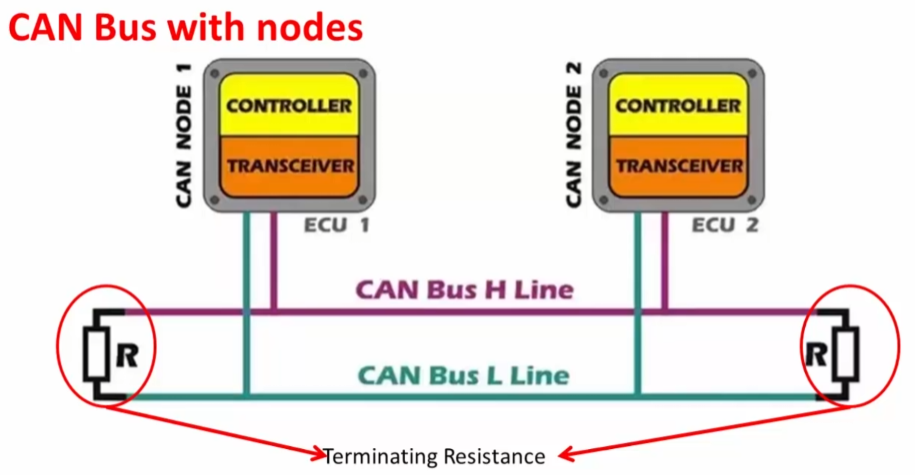 CAN Bus with nodes
CAN NODE 1
CONTROLLER
TRANSCEIVER
ECU 1
CAN NODE 2
CONTROLLER
TRANSCEIVER
ECU 2
CAN Bus H Line
R
R
CAN Bus L Line
Terminating Resistance